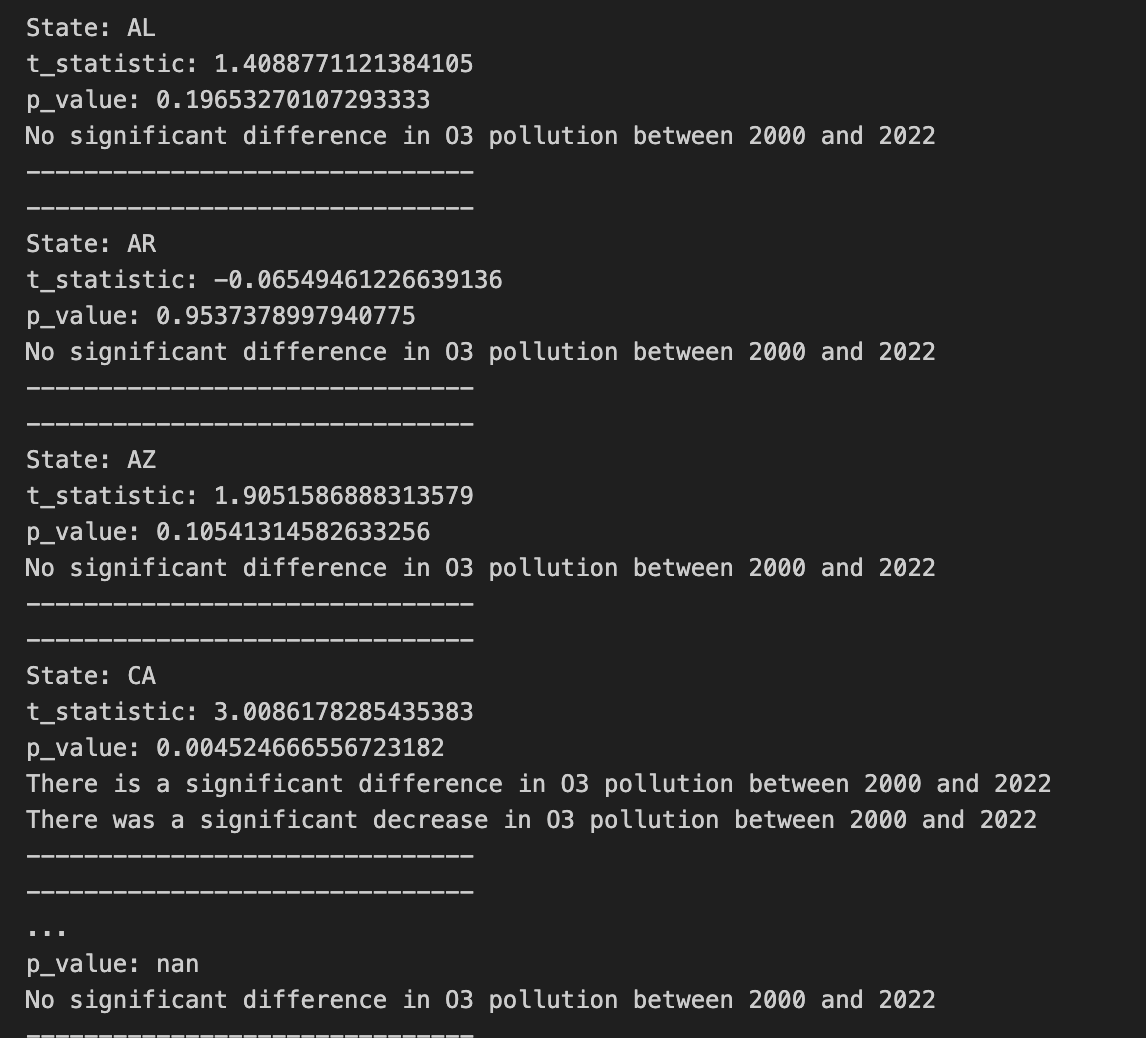 State: AL
t_statistic: 1.4088771121384105
p_value: 0.19653270107293333
No significant difference in O3 pollution between 2000 and 2022
-------------------------------
-------------------------------
State: AR
t_statistic: -0.06549461226639136
p_value: 0.9537378997940775
No significant difference in O3 pollution between 2000 and 2022
-------------------------------
-------------------------------
State: AZ
t_statistic: 1.9051586888313579
p_value: 0.10541314582633256
No significant difference in O3 pollution between 2000 and 2022
-------------------------------
-------------------------------
State: CA
t_statistic: 3.0086178285435383
p_value: 0.004524666556723182
There is a significant difference in O3 pollution between 2000 and 2022
There was a significant decrease in O3 pollution between 2000 and 2022
-------------------------------
-------------------------------
...
p_value: nan
No significant difference in O3 pollution between 2000 and 2022
-------------------------------